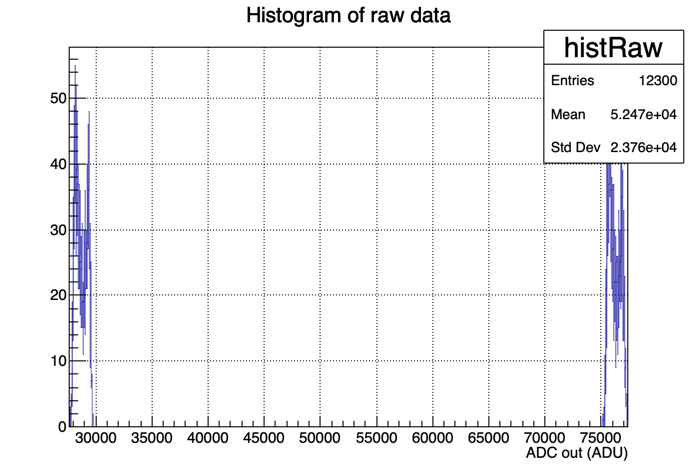 Histogram of raw data
histRaw
Entries 12300
Mean 5.247e+04
Std Dev 2.376e+04
50
40
30
20
10
0
30000 35000 40000 45000 50000 55000 60000 65000 70000 75000
ADC out (ADU)